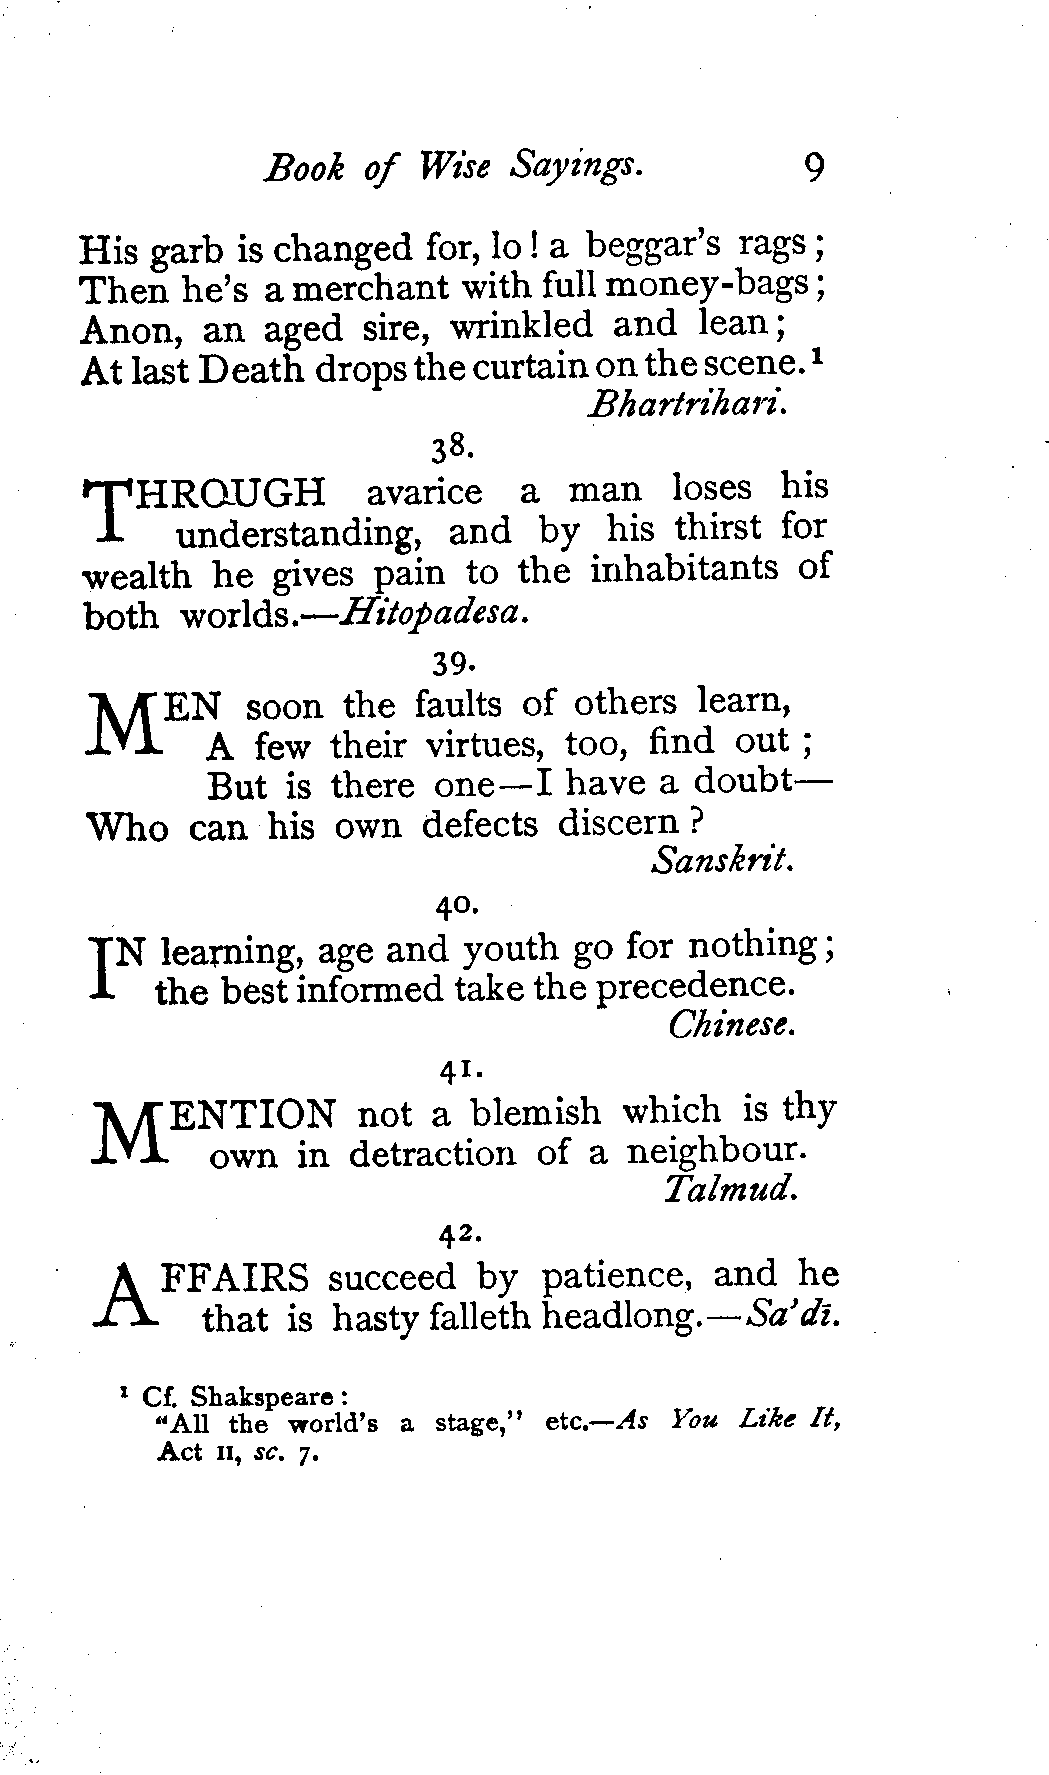 Book of Wise Sayings. 9
His garb is changed for, lo! a beggar's rags;
Then he's a merchant with full money-bags;
Anon, an aged sire, wrinkled and lean;
At last Death drops the curtain on the scene.¹
Bhartrihari.
38.
THROUGH avarice a man loses his
understanding, and by his thirst for
wealth he gives pain to the inhabitants of
both worlds.—Hitopadesa.
39.
MEN soon the faults of others learn,
A few their virtues, too, find out;
But is there one—I have a doubt—
Who can his own defects discern?
Sanskrit.
40.
IN learning, age and youth go for nothing;
the best informed take the precedence.
Chinese.
41.
MENTION not a blemish which is thy
own in detraction of a neighbour.
Talmud.
42.
AFFAIRS succeed by patience, and he
that is hasty falleth headlong.—Sa'dī.
¹ Cf. Shakspeare:
"All the world's a stage," etc.—As You Like It,
Act II, sc. 7.